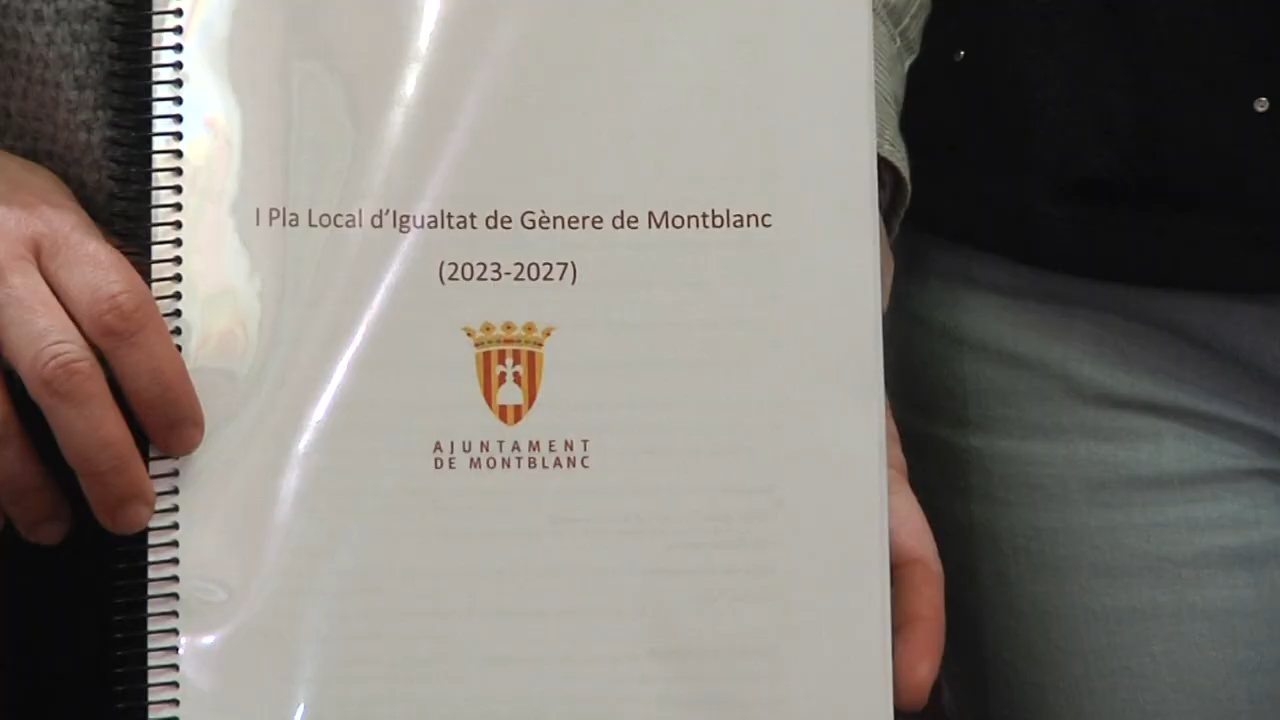 I Pla Local d’Igualtat de Gènere de Montblanc
(2023-2027)
AJUNTAMENT
DE MONTBLANC